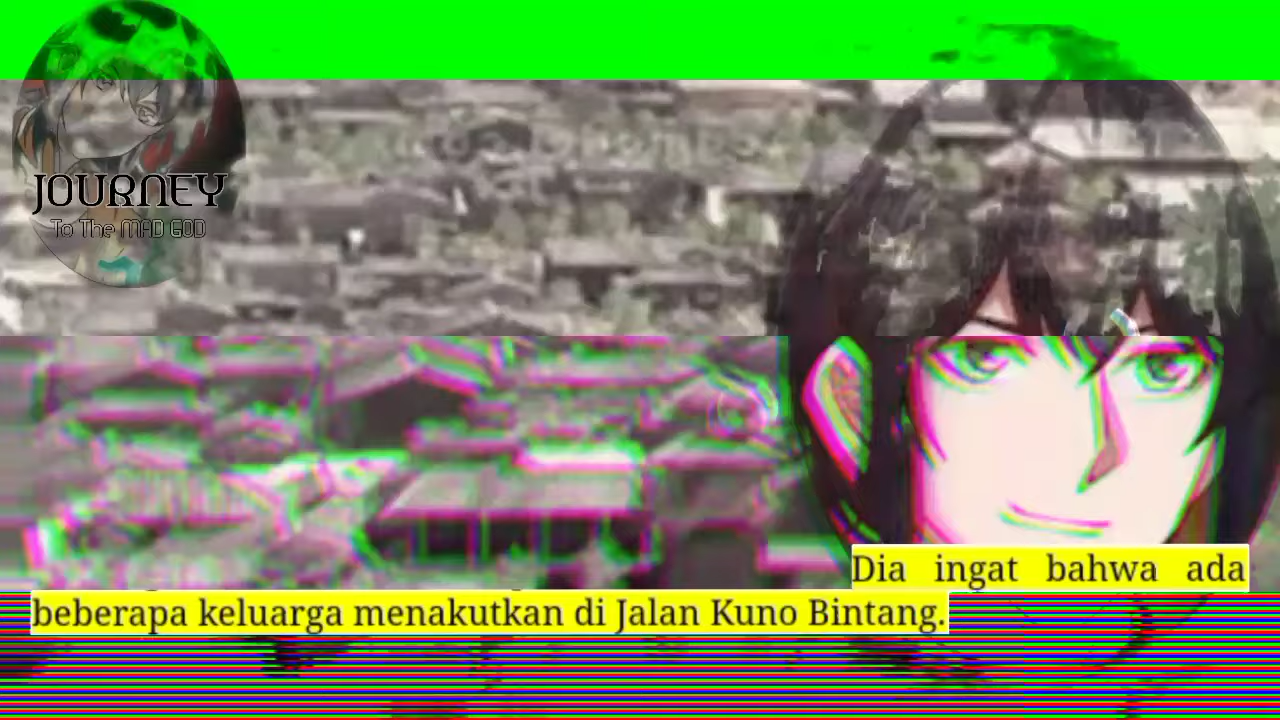 JOURNEY
To The MAD GOD
Dia ingat bahwa ada
beberapa keluarga menakutkan di Jalan Kuno Bintang.